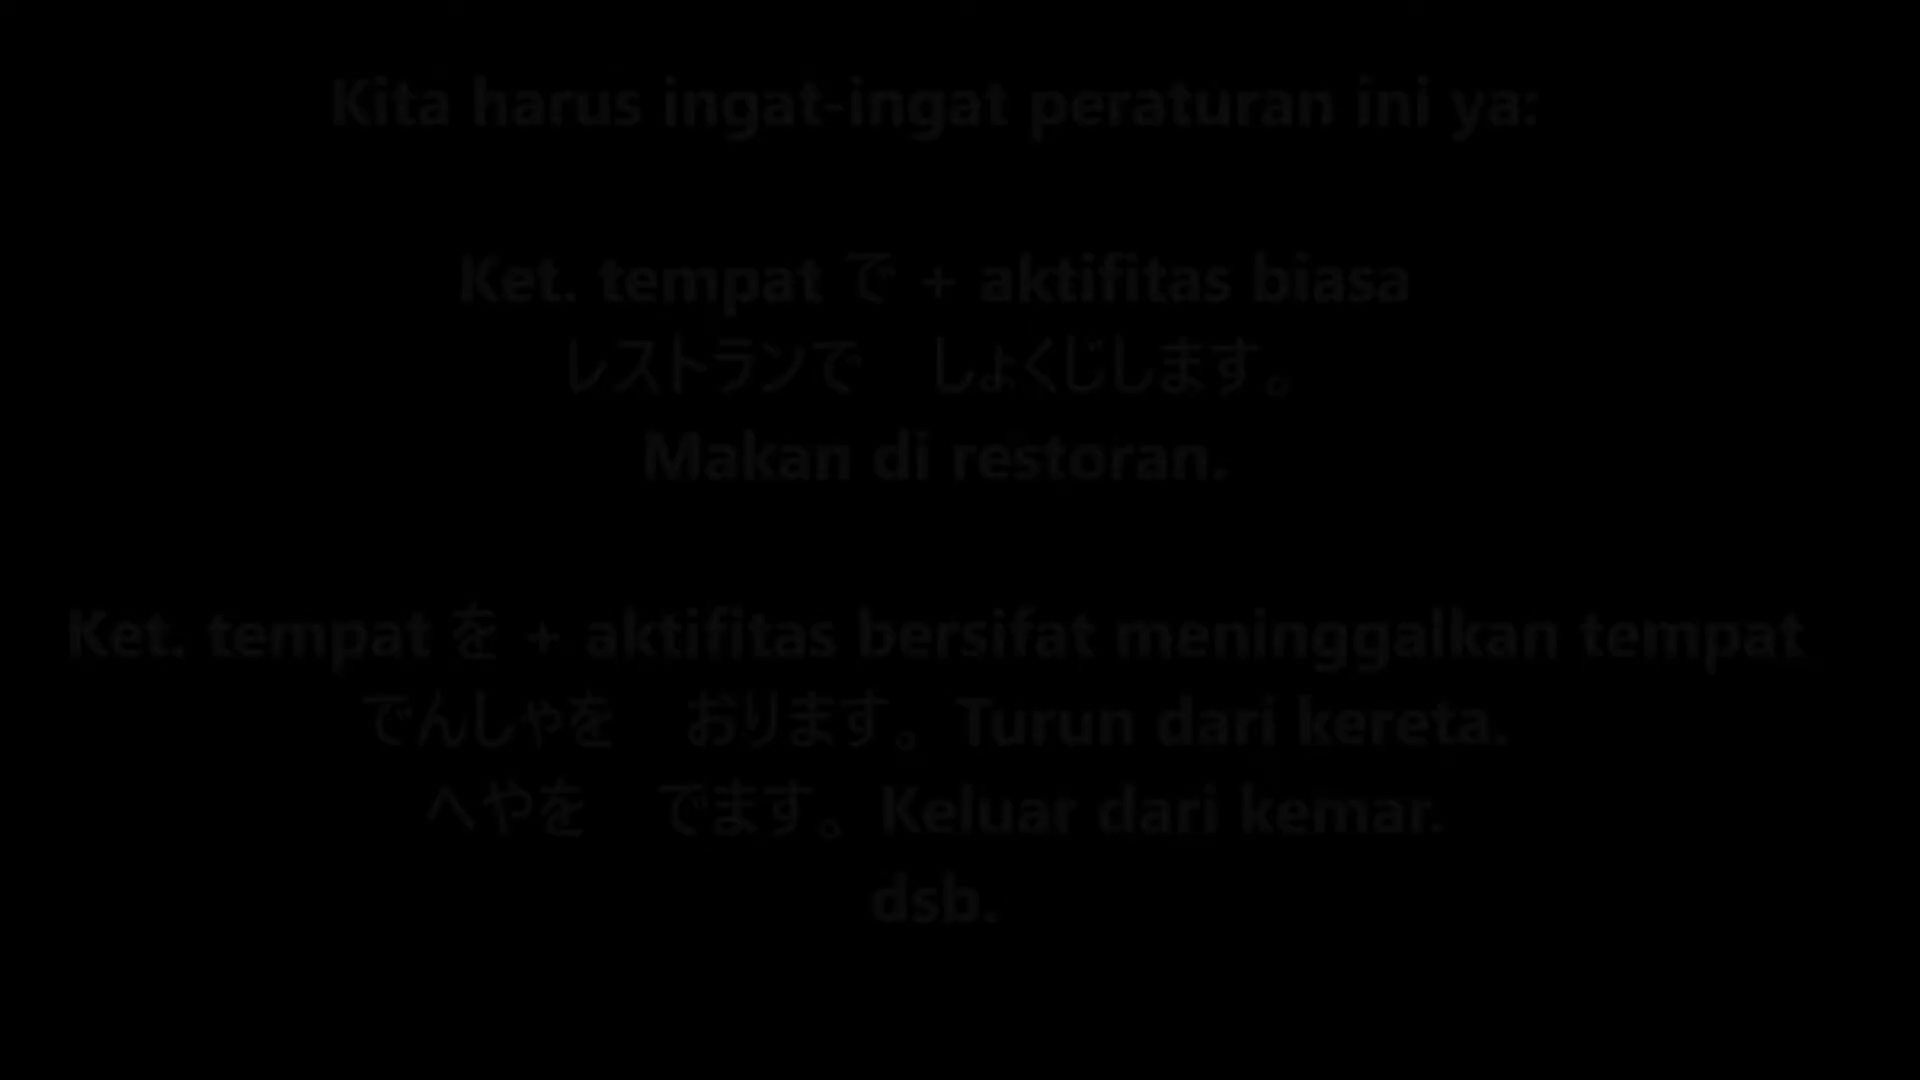 Kita harus ingat-ingat peraturan ini ya:
Ket. tempat で + aktifitas biasa
レストランで　しょくじします。
Makan di restoran.
Ket. tempat を + aktifitas bersifat meninggalkan tempat
でんしゃを　おります。Turun dari kereta.
へやを　でます。Keluar dari kemar.
dsb.